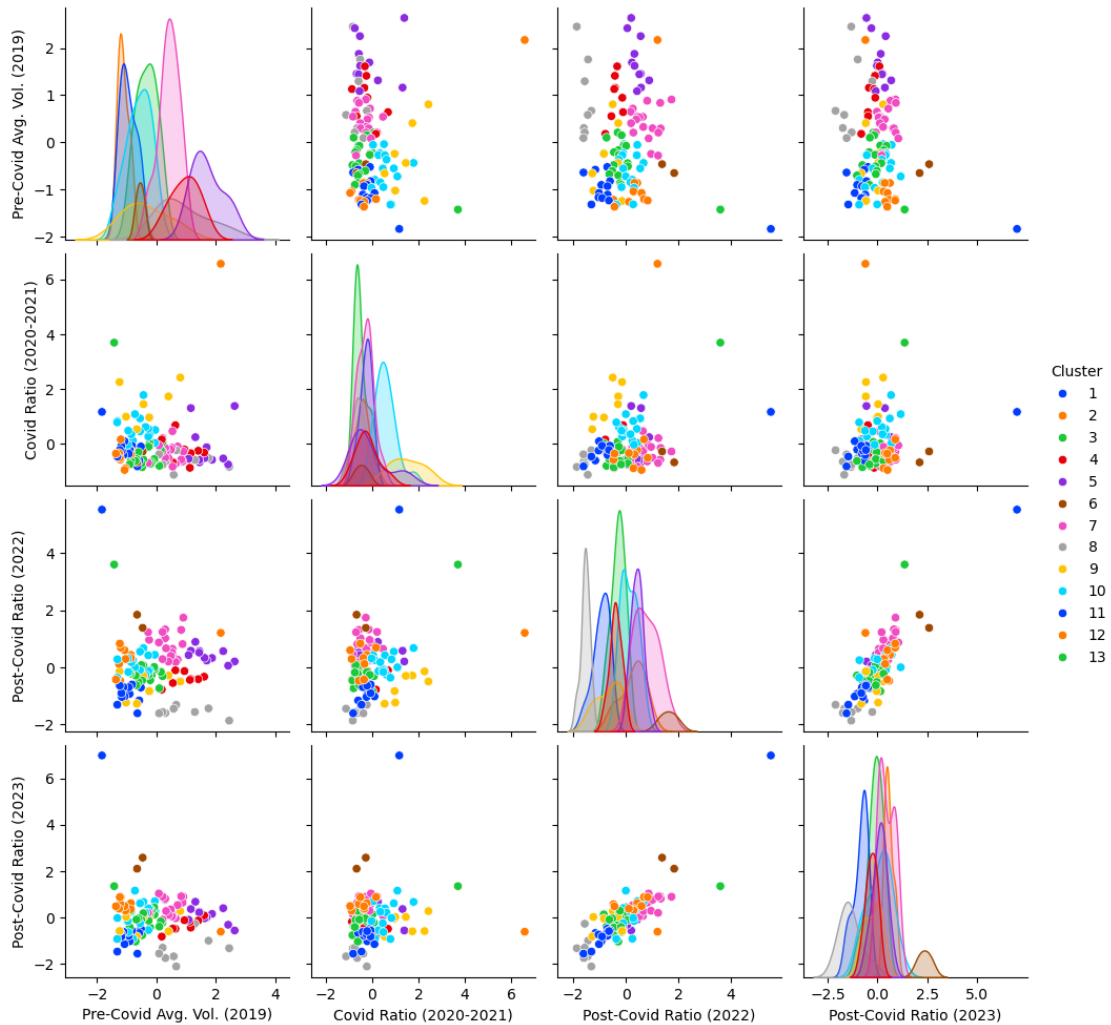 Pre-Covid Avg. Vol. (2019)
2
1
0
−1
−2
Covid Ratio (2020-2021)
6
4
2
0
Post-Covid Ratio (2022)
4
2
0
−2
Post-Covid Ratio (2023)
6
4
2
0
−2
−2 0 2 4
Pre-Covid Avg. Vol. (2019)
0 2 4 6
Covid Ratio (2020-2021)
−2 0 2 4
Post-Covid Ratio (2022)
−2.5 0.0 2.5 5.0
Post-Covid Ratio (2023)
Cluster
1
2
3
4
5
6
7
8
9
10
11
12
13